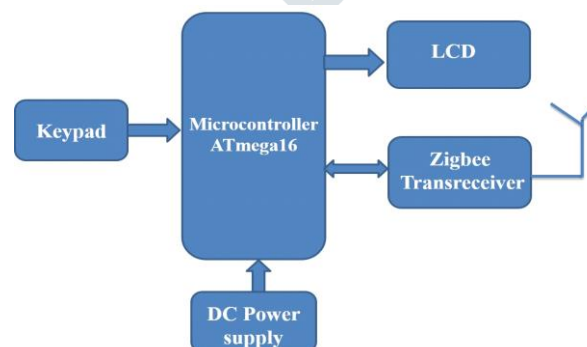 LCD
Keypad
Microcontroller
ATmega16
Zigbee
Transreceiver
DC Power
supply